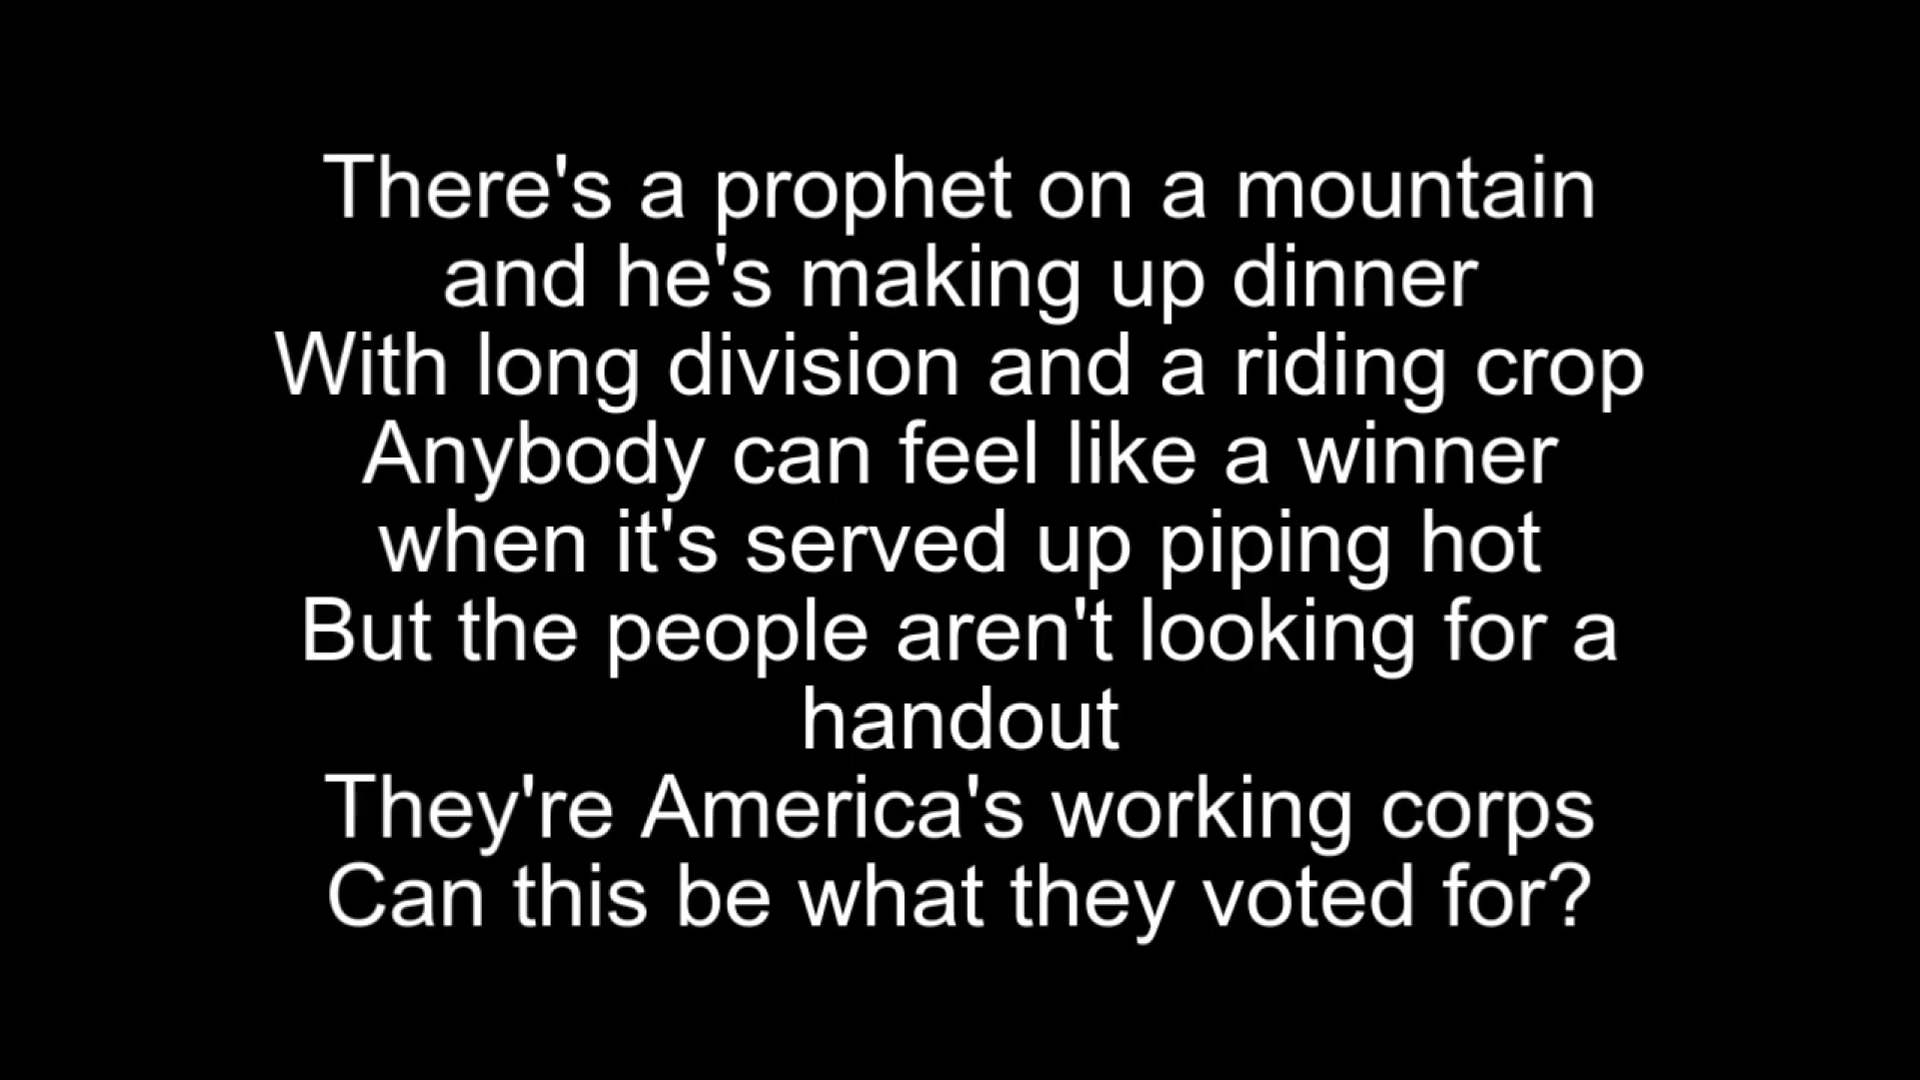 There's a prophet on a mountain
and he's making up dinner
With long division and a riding crop
Anybody can feel like a winner
when it's served up piping hot
But the people aren't looking for a
handout
They're America's working corps
Can this be what they voted for?